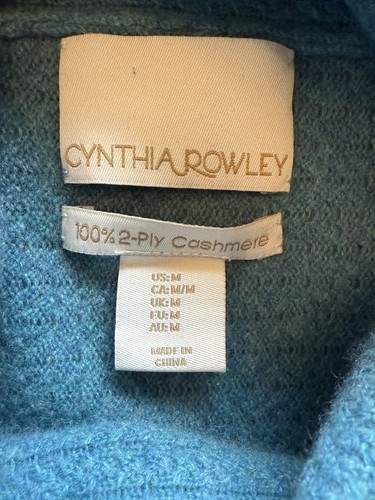 CYNTHIA ROWLEY
100% 2-Ply Cashmere
US: M
CA: M/M
UK: M
EU: M
AU: M
MADE IN
CHINA